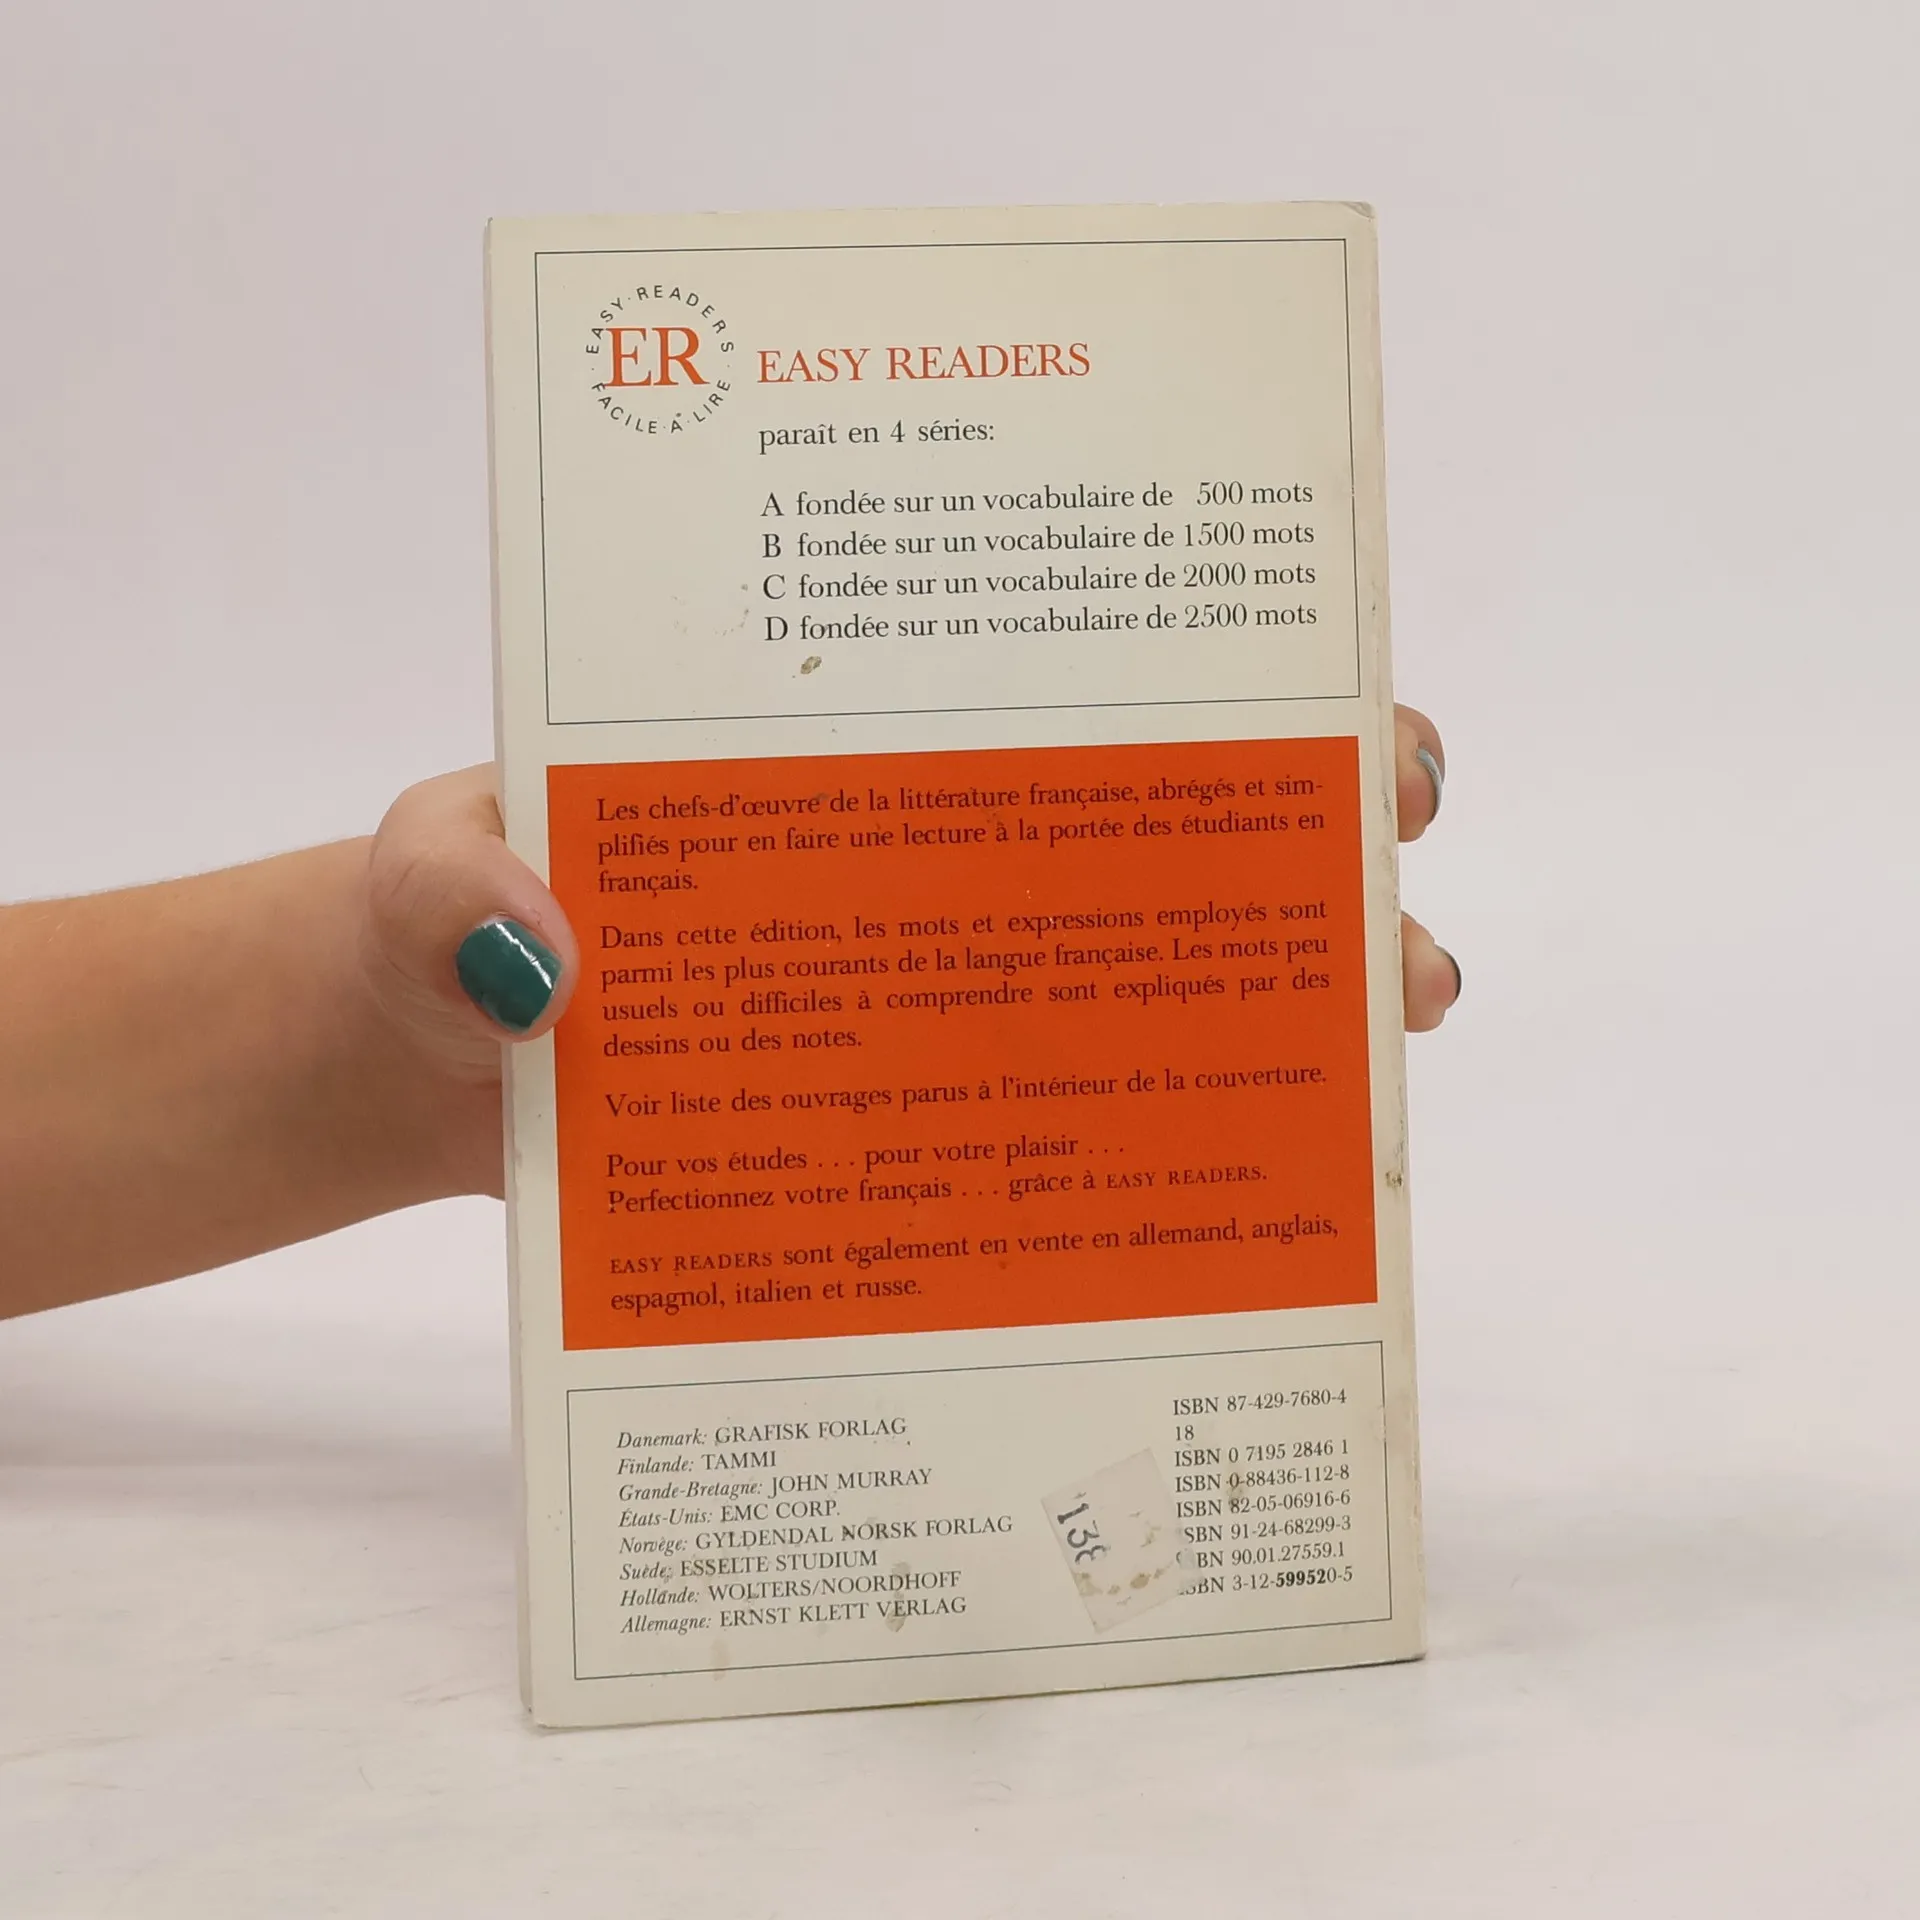 EASY · READERS · FACILE · À · LIRE ·
ER
EASY READERS
paraît en 4 séries:
A fondée sur un vocabulaire de 500 mots
B fondée sur un vocabulaire de 1500 mots
C fondée sur un vocabulaire de 2000 mots
D fondée sur un vocabulaire de 2500 mots
Les chefs-d'œuvre de la littérature française, abrégés et sim-
plifiés pour en faire une lecture à la portée des étudiants en
français.
Dans cette édition, les mots et expressions employés sont
parmi les plus courants de la langue française. Les mots peu
usuels ou difficiles à comprendre sont expliqués par des
dessins ou des notes.
Voir liste des ouvrages parus à l'intérieur de la couverture.
Pour vos études . . . pour votre plaisir . . .
Perfectionnez votre français . . . grâce à EASY READERS.
EASY READERS sont également en vente en allemand, anglais,
espagnol, italien et russe.
Danemark: GRAFISK FORLAG
Finlande: TAMMI
Grande-Bretagne: JOHN MURRAY
États-Unis: EMC CORP.
Norvège: GYLDENDAL NORSK FORLAG
Suède: ESSELTE STUDIUM
Hollande: WOLTERS/NOORDHOFF
Allemagne: ERNST KLETT VERLAG
ISBN 87-429-7680-4
18
ISBN 0 7195 2846 1
ISBN 0-88436-112-8
ISBN 82-05-06916-6
SBN 91-24-68299-3
BN 90.01.27559.1
SBN 3-12-599520-5